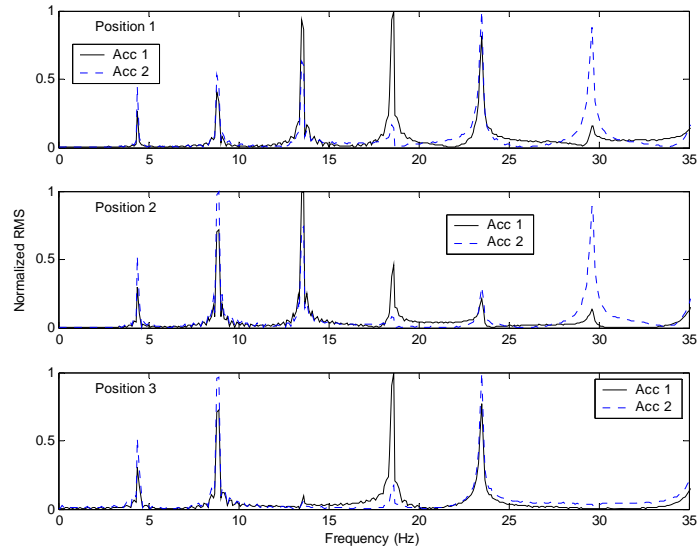 Position 1
Acc 1
Acc 2
1
0.5
0
0 5 10 15 20 25 30 35
Position 2
Acc 1
Acc 2
1
0.5
0
0 5 10 15 20 25 30 35
Normalized RMS
Position 3
Acc 1
Acc 2
1
0.5
0
0 5 10 15 20 25 30 35
Frequency (Hz)